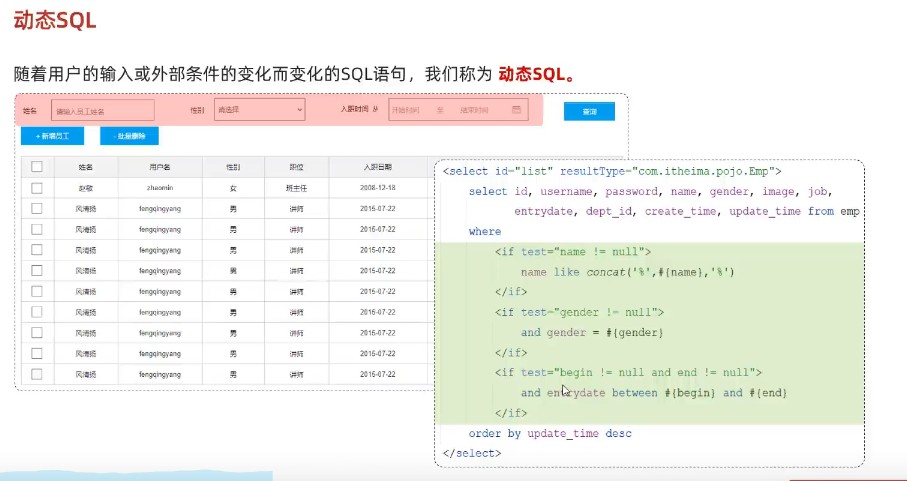 动态SQL
随着用户的输入或外部条件的变化而变化的SQL语句，我们称为 动态SQL。
姓名 请输入员工姓名 性别 请选择 入职时间 从 开始时间 至 结束时间 查询
+ 新增员工 - 批量删除
姓名 用户名 性别 职位 入职日期
赵敏 zhaomin 女 班主任 2008-12-18
风清扬 fengqingyang 男 讲师 2016-07-22
风清扬 fengqingyang 男 讲师 2016-07-22
风清扬 fengqingyang 男 讲师 2016-07-22
风清扬 fengqingyang 男 讲师 2016-07-22
风清扬 fengqingyang 男 讲师 2016-07-22
风清扬 fengqingyang 男 讲师 2016-07-22
风清扬 fengqingyang 男 讲师 2016-07-22
风清扬 fengqingyang 男 讲师 2016-07-22
风清扬 fengqingyang 男 讲师 2016-07-22
<select id="list" resultType="com.itheima.pojo.Emp">
select id, username, password, name, gender, image, job,
entrydate, dept_id, create_time, update_time from emp
where
<if test="name != null">
name like concat('%',#{name},'%')
</if>
<if test="gender != null">
and gender = #{gender}
</if>
<if test="begin != null and end != null">
and entrydate between #{begin} and #{end}
</if>
order by update_time desc
</select>